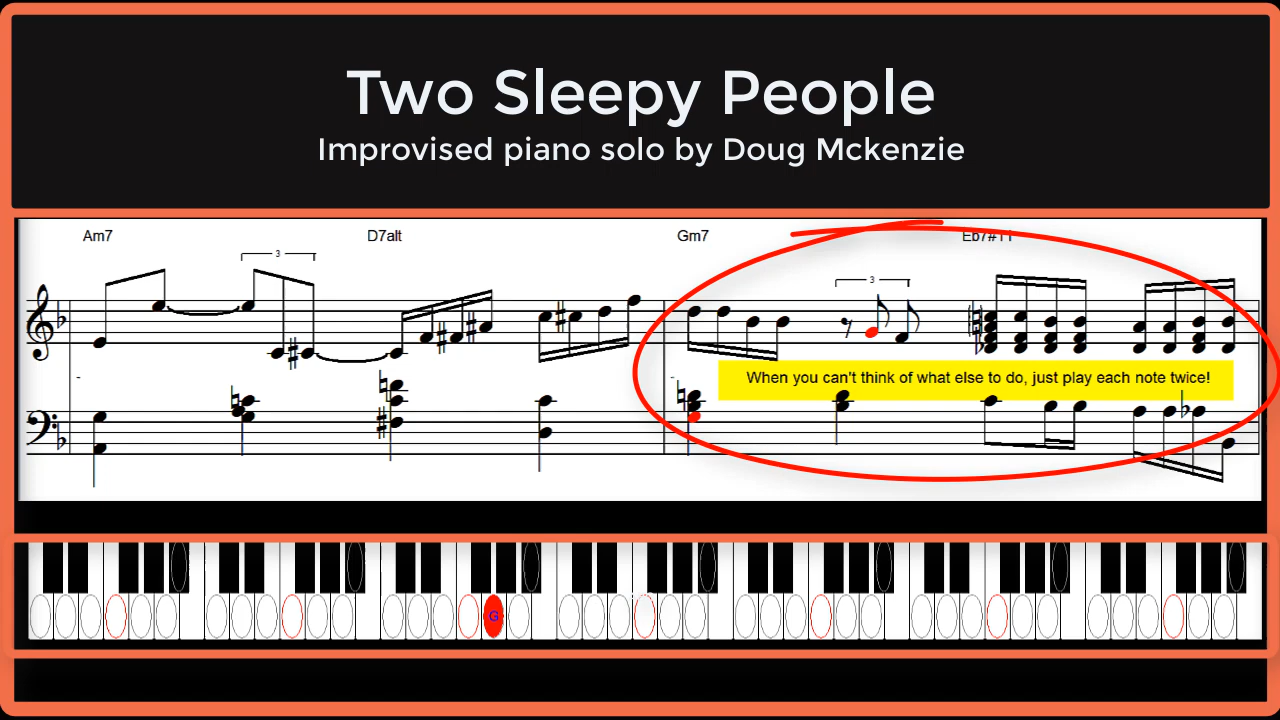 Two Sleepy People
Improvised piano solo by Doug Mckenzie
Am7 D7alt Gm7 Eb7#11
3 3
When you can't think of what else to do, just play each note twice!
G